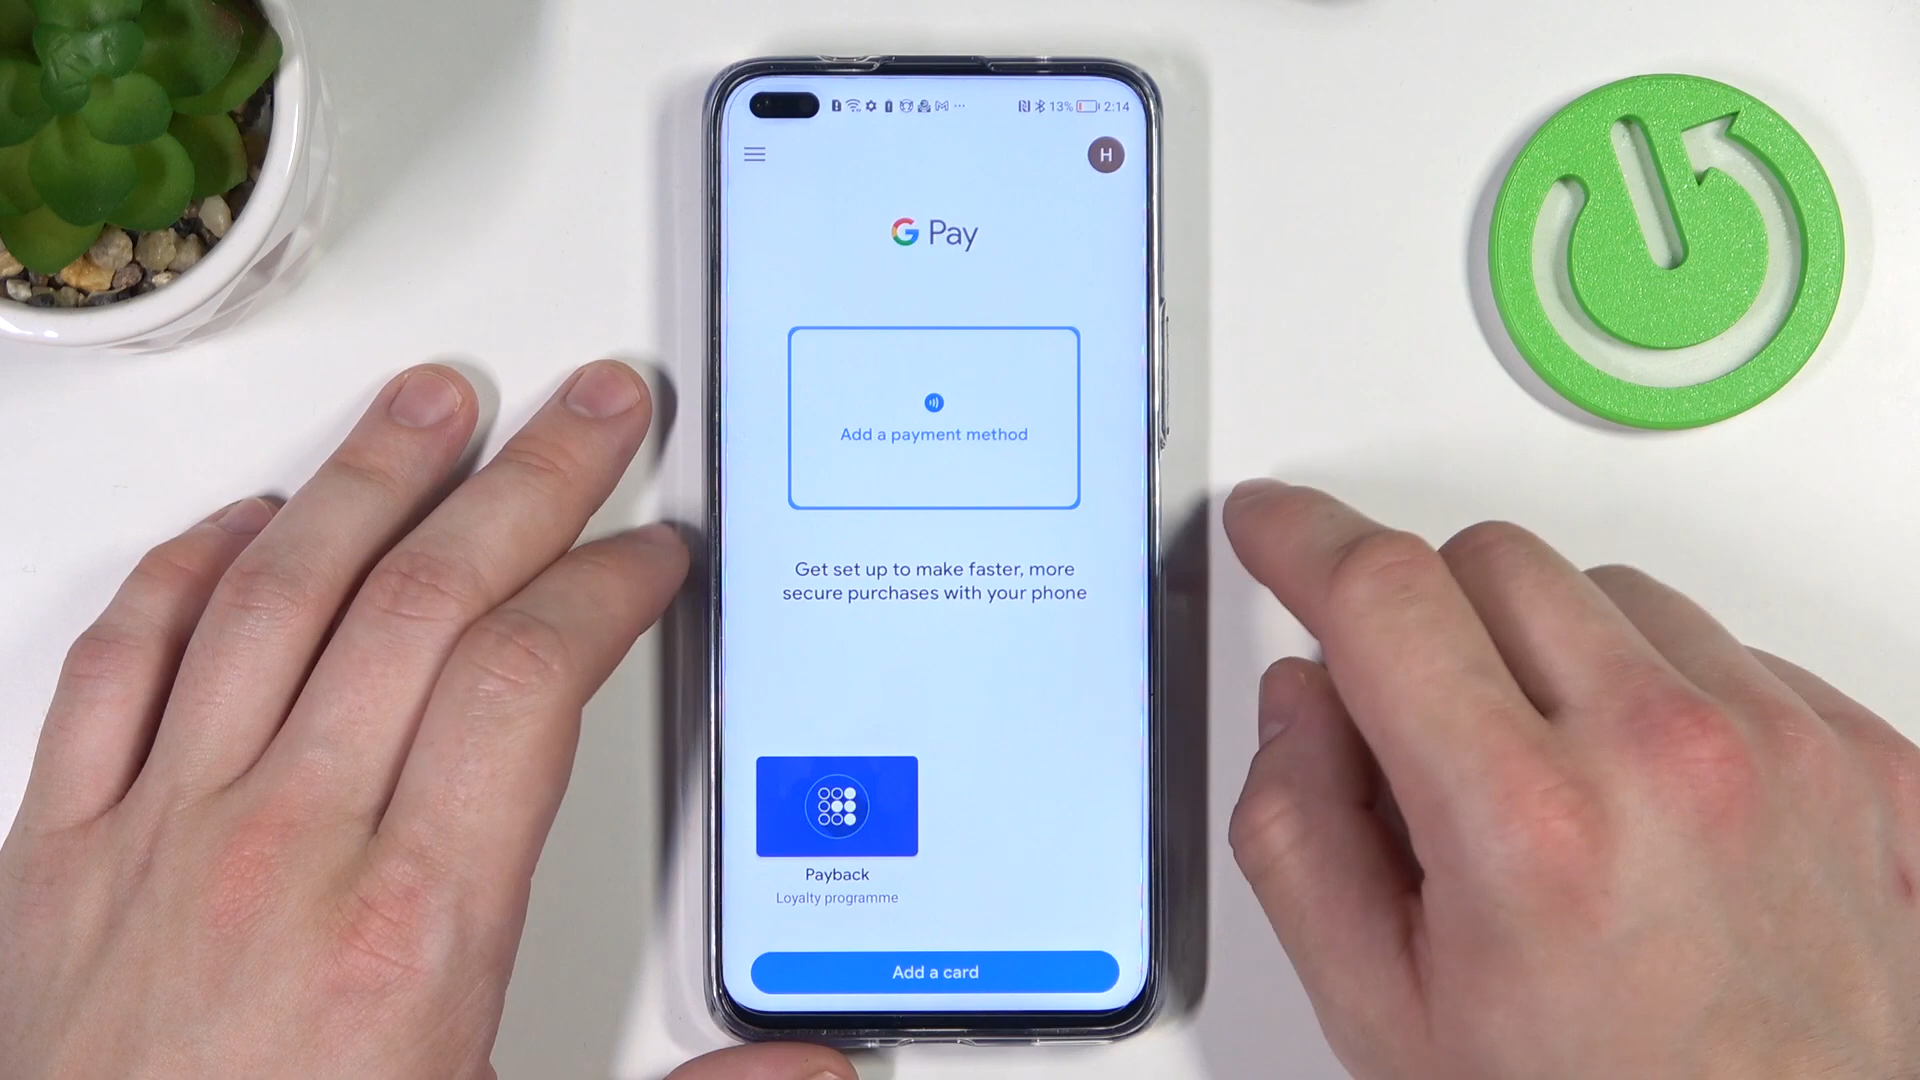 13% 2:14
H
G Pay
Add a payment method
Get set up to make faster, more
secure purchases with your phone
Payback
Loyalty programme
Add a card